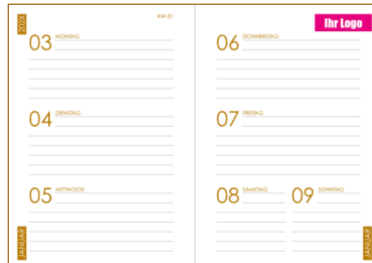 202X
KW 01
03 MONTAG
04 DIENSTAG
05 MITTWOCH
JANUAR
Ihr Logo
06 DONNERSTAG
07 FREITAG
08 SAMSTAG
09 SONNTAG
JANUAR